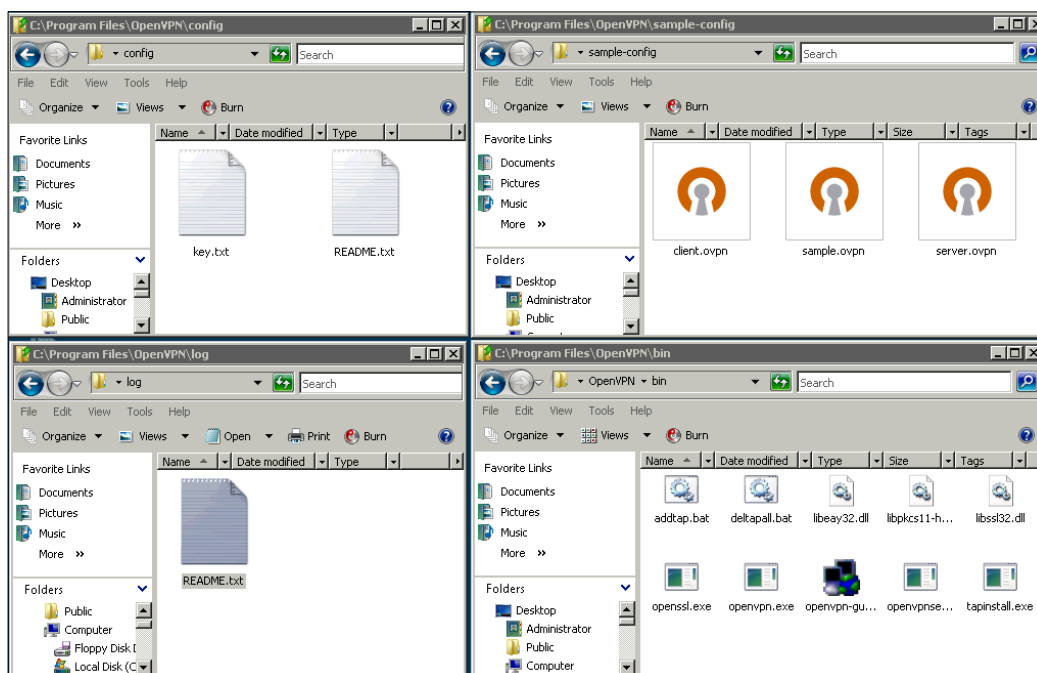 C:\Program Files\OpenVPN\config
config
Search
File Edit View Tools Help
Organize Views Burn
Favorite Links
Documents
Pictures
Music
More »
Folders
Desktop
Administrator
Public
Name Date modified Type
key.txt README.txt
C:\Program Files\OpenVPN\sample-config
sample-config
Search
File Edit View Tools Help
Organize Views Burn
Favorite Links
Documents
Pictures
Music
More »
Folders
Desktop
Administrator
Public
Name Date modified Type Size Tags
client.ovpn sample.ovpn server.ovpn
C:\Program Files\OpenVPN\log
log
Search
File Edit View Tools Help
Organize Views Open Print Burn
Favorite Links
Documents
Pictures
Music
More »
Folders
Public
Computer
Floppy Disk D
Local Disk (C
Name Date modified Type
README.txt
C:\Program Files\OpenVPN\bin
OpenVPN bin
Search
File Edit View Tools Help
Organize Views Burn
Favorite Links
Documents
Pictures
Music
More »
Folders
Desktop
Administrator
Public
Computer
Name Date modified Type Size Tags
addtap.bat deltapall.bat libeay32.dll libpkcs11-h... libssl32.dll
openssl.exe openvpn.exe openvpn-gu... openvpnse... tapinstall.exe